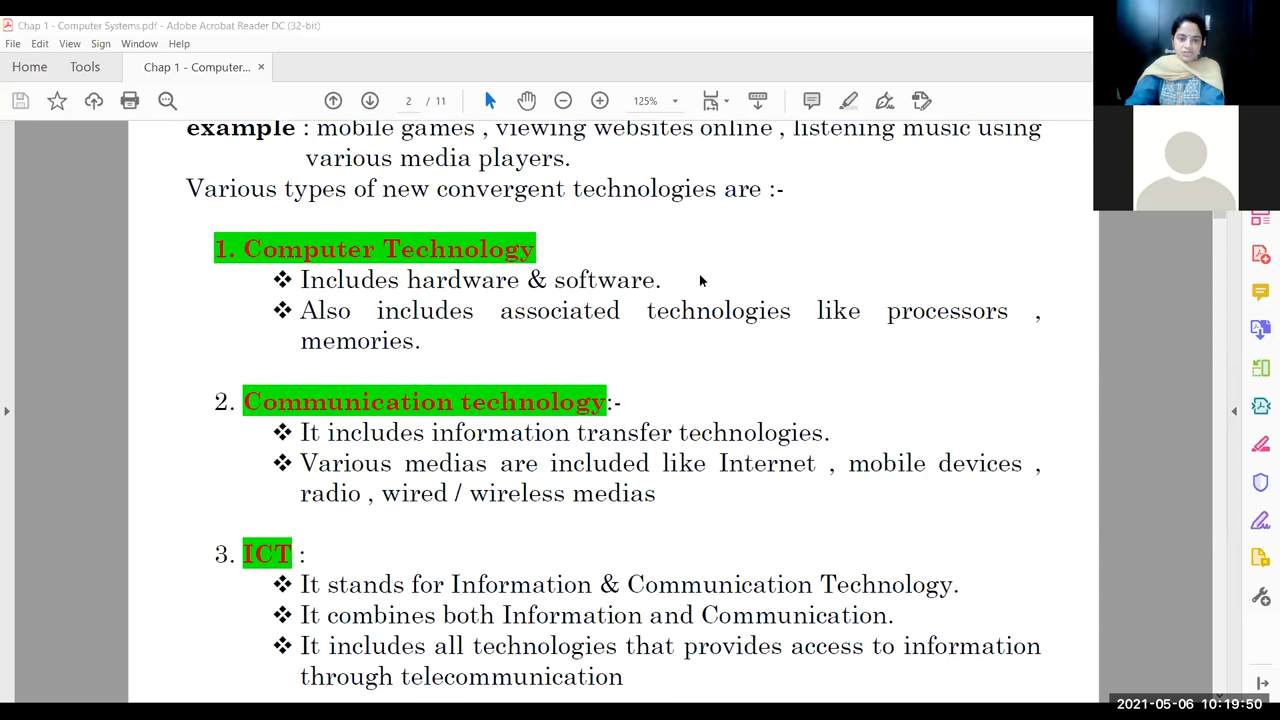 Chap 1 - Computer Systems.pdf - Adobe Acrobat Reader DC (32-bit)
File Edit View Sign Window Help
Home Tools Chap 1 - Computer... ×
2 / 11 125%
example : mobile games , viewing websites online , listening music using
various media players.
Various types of new convergent technologies are :-
1. Computer Technology
❖ Includes hardware & software.
❖ Also includes associated technologies like processors ,
memories.
2. Communication technology:-
❖ It includes information transfer technologies.
❖ Various medias are included like Internet , mobile devices ,
radio , wired / wireless medias
3. ICT :
❖ It stands for Information & Communication Technology.
❖ It combines both Information and Communication.
❖ It includes all technologies that provides access to information
through telecommunication
2021-05-06 10:19:50